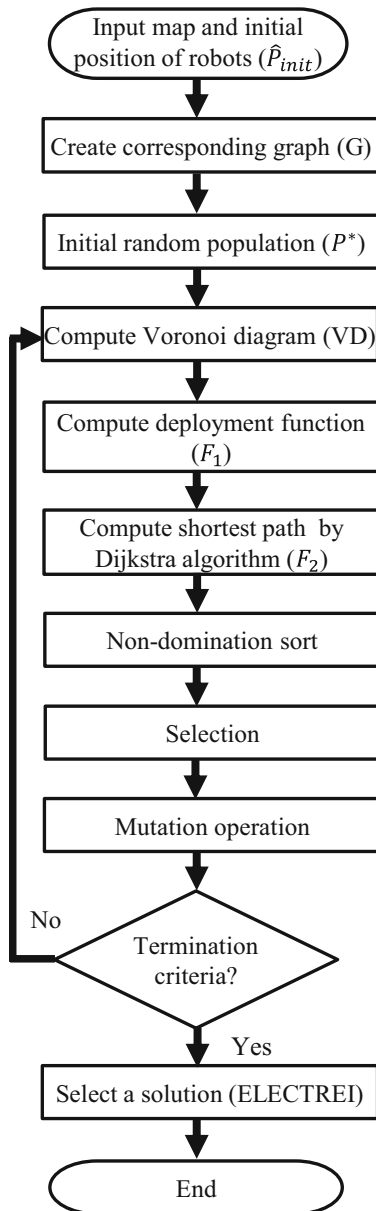 Input map and initial
position of robots (P̂init)
Create corresponding graph (G)
Initial random population (P*)
Compute Voronoi diagram (VD)
Compute deployment function
(F1)
Compute shortest path by
Dijkstra algorithm (F2)
Non-domination sort
Selection
Mutation operation
No
Termination
criteria?
Yes
Select a solution (ELECTREI)
End